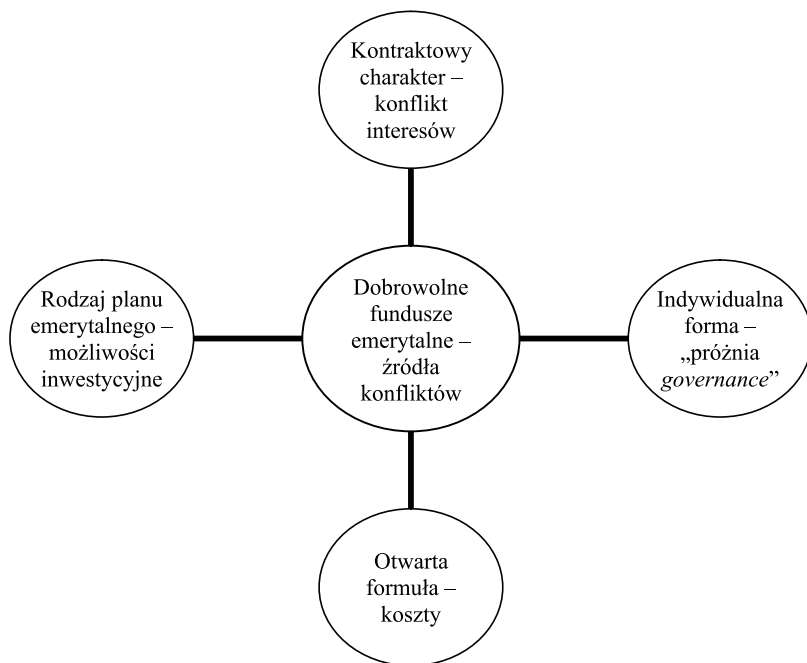 Kontraktowy
charakter –
konflikt
interesów
Rodzaj planu
emerytalnego –
możliwości
inwestycyjne
Dobrowolne
fundusze
emerytalne –
źródła
konfliktów
Indywidualna
forma –
„próżnia
governance”
Otwarta
formuła –
koszty